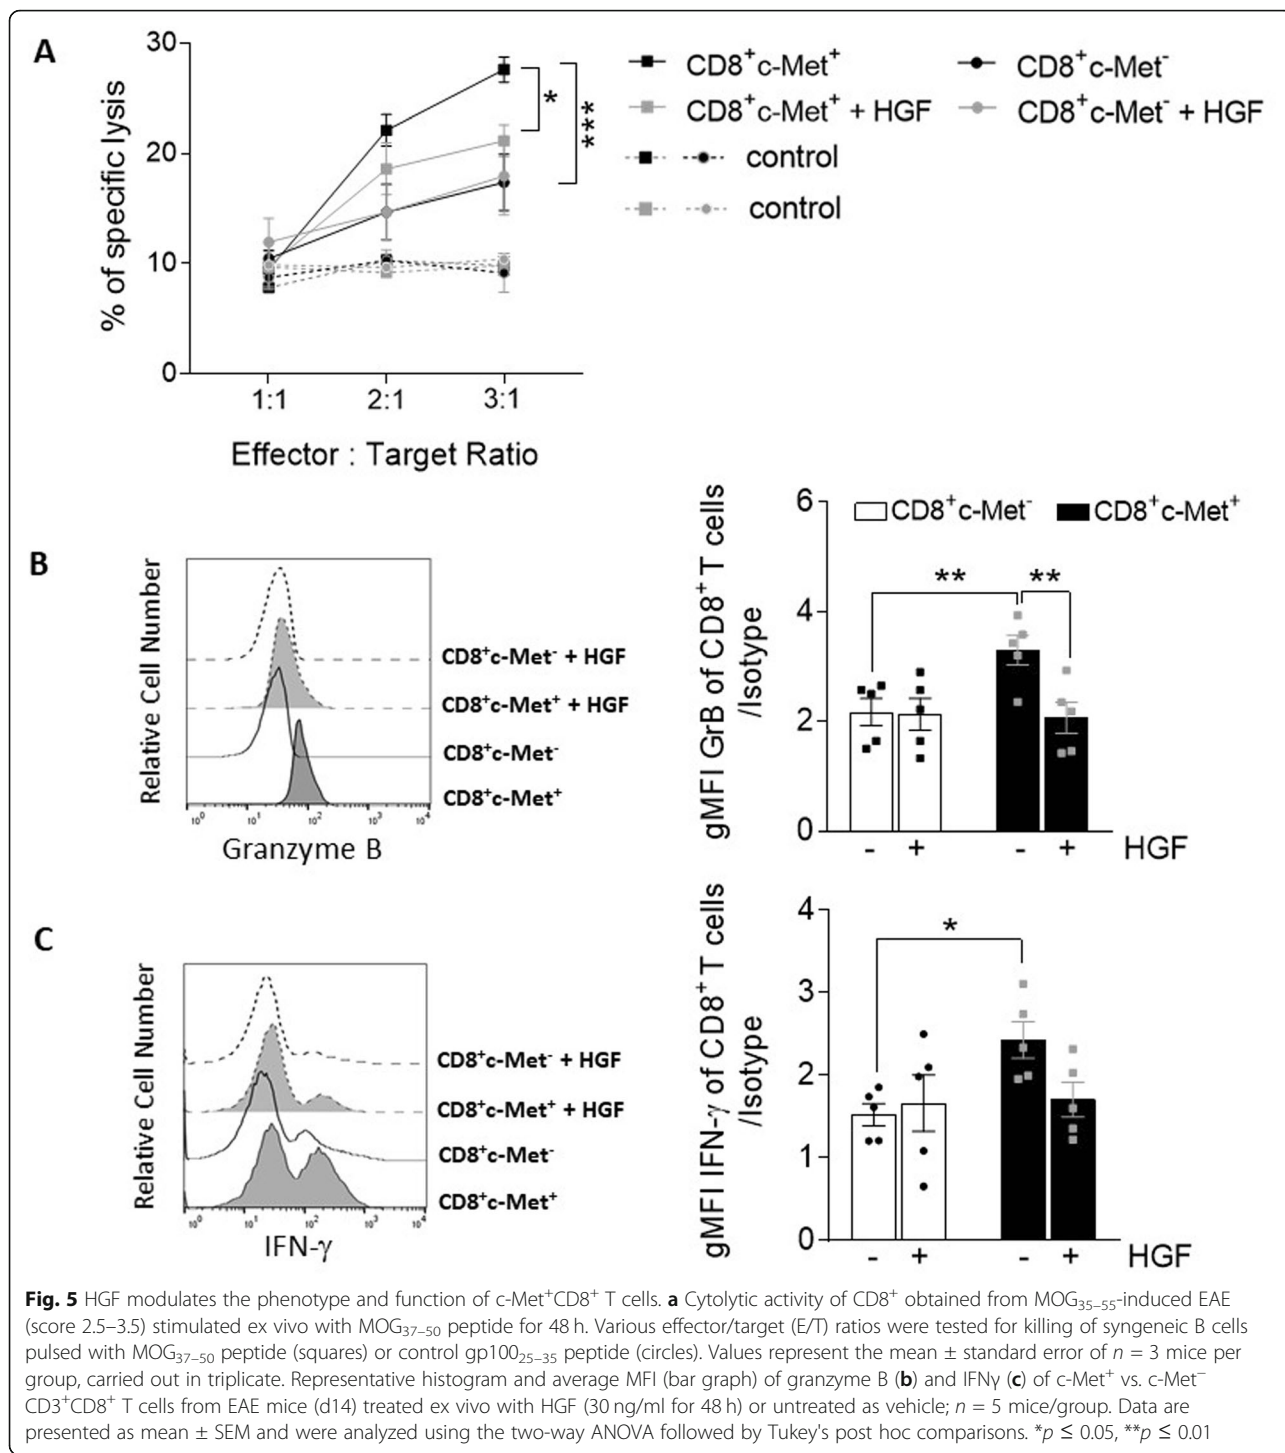 A
30
20
10
0
% of specific lysis
1:1 2:1 3:1
Effector : Target Ratio
*
***
CD8⁺c-Met⁺
CD8⁺c-Met⁻
CD8⁺c-Met⁺ + HGF
CD8⁺c-Met⁻ + HGF
control
control
B
Relative Cell Number
CD8⁺c-Met⁻ + HGF
CD8⁺c-Met⁺ + HGF
CD8⁺c-Met⁻
CD8⁺c-Met⁺
10⁰ 10¹ 10² 10³ 10⁴
Granzyme B
gMFI GrB of CD8⁺ T cells
/Isotype
6
4
2
0
CD8⁺c-Met⁻ CD8⁺c-Met⁺
** **
- + - + HGF
C
Relative Cell Number
CD8⁺c-Met⁻ + HGF
CD8⁺c-Met⁺ + HGF
CD8⁺c-Met⁻
CD8⁺c-Met⁺
10⁰ 10¹ 10² 10³ 10⁴
IFN-γ
gMFI IFN-γ of CD8⁺ T cells
/Isotype
4
3
2
1
0
*
- + - + HGF
Fig. 5 HGF modulates the phenotype and function of c-Met⁺CD8⁺ T cells. a Cytolytic activity of CD8⁺ obtained from MOG₃₅₋₅₅-induced EAE
(score 2.5–3.5) stimulated ex vivo with MOG₃₇₋₅₀ peptide for 48 h. Various effector/target (E/T) ratios were tested for killing of syngeneic B cells
pulsed with MOG₃₇₋₅₀ peptide (squares) or control gp100₂₅₋₃₅ peptide (circles). Values represent the mean ± standard error of n = 3 mice per
group, carried out in triplicate. Representative histogram and average MFI (bar graph) of granzyme B (b) and IFNγ (c) of c-Met⁺ vs. c-Met⁻
CD3⁺CD8⁺ T cells from EAE mice (d14) treated ex vivo with HGF (30 ng/ml for 48 h) or untreated as vehicle; n = 5 mice/group. Data are
presented as mean ± SEM and were analyzed using the two-way ANOVA followed by Tukey's post hoc comparisons. *p ≤ 0.05, **p ≤ 0.01